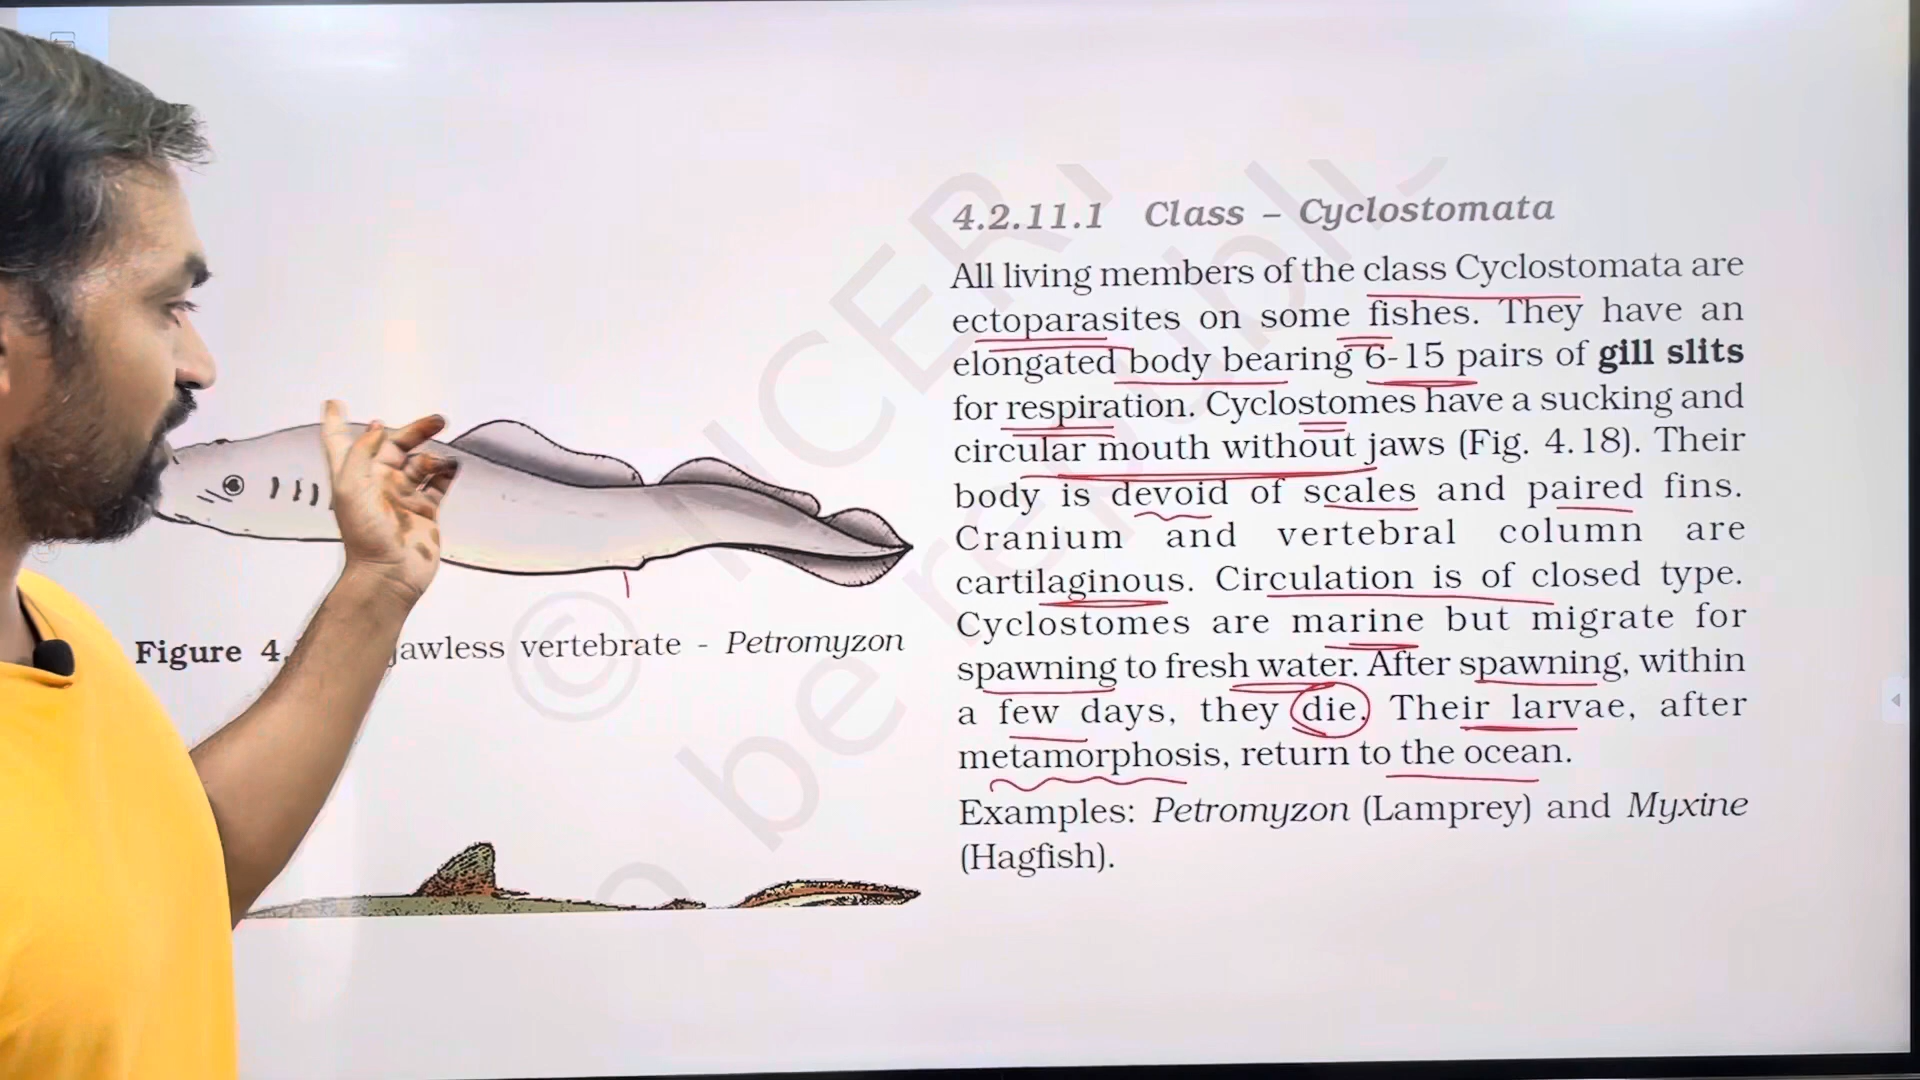 4.2.11.1 Class – Cyclostomata
All living members of the class Cyclostomata are
ectoparasites on some fishes. They have an
elongated body bearing 6-15 pairs of gill slits
for respiration. Cyclostomes have a sucking and
circular mouth without jaws (Fig. 4.18). Their
body is devoid of scales and paired fins.
Cranium and vertebral column are
cartilaginous. Circulation is of closed type.
Cyclostomes are marine but migrate for
spawning to fresh water. After spawning, within
a few days, they die. Their larvae, after
metamorphosis, return to the ocean.
Examples: Petromyzon (Lamprey) and Myxine
(Hagfish).
Figure 4. jawless vertebrate - Petromyzon
© NCER
be republis